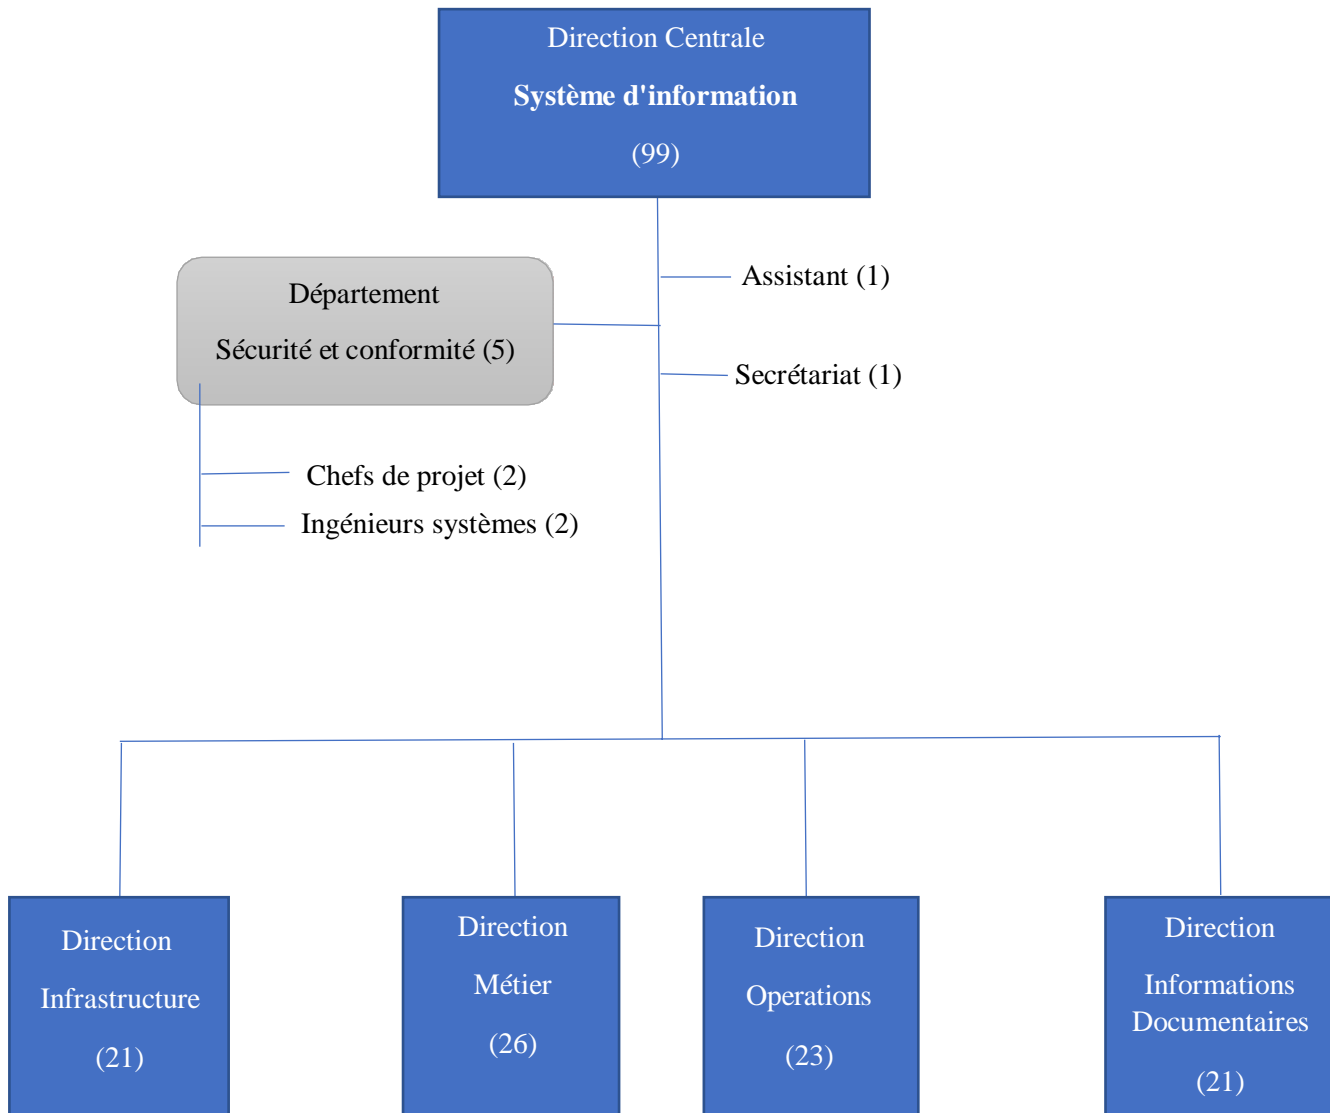 Direction Centrale
Système d'information
(99)
Assistant (1)
Département
Sécurité et conformité (5)
Secrétariat (1)
Chefs de projet (2)
Ingénieurs systèmes (2)
Direction
Infrastructure
(21)
Direction
Métier
(26)
Direction
Operations
(23)
Direction
Informations
Documentaires
(21)